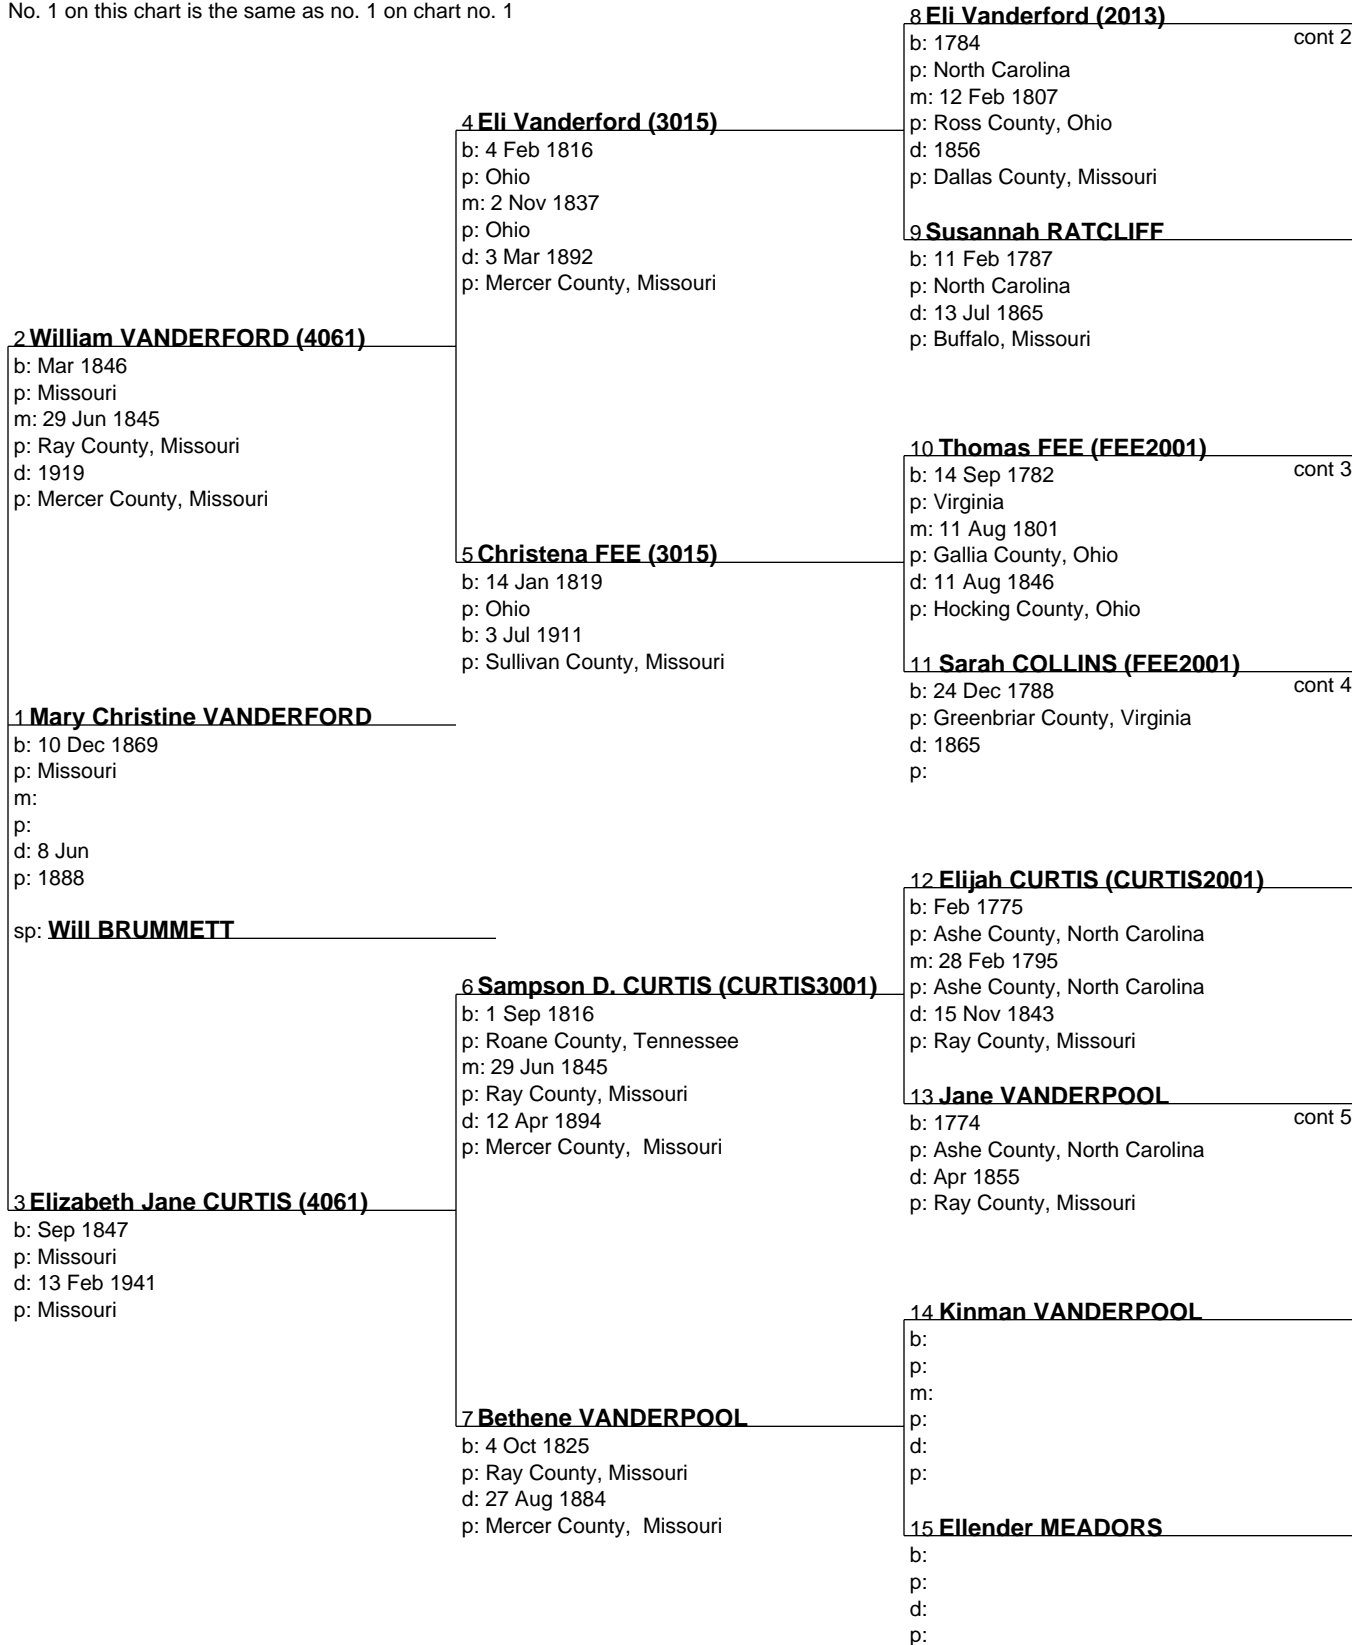 No. 1 on this chart is the same as no. 1 on chart no. 1
8 Eli Vanderford (2013)
cont 2
b: 1784
p: North Carolina
m: 12 Feb 1807
p: Ross County, Ohio
d: 1856
p: Dallas County, Missouri
4 Eli Vanderford (3015)
b: 4 Feb 1816
p: Ohio
m: 2 Nov 1837
p: Ohio
d: 3 Mar 1892
p: Mercer County, Missouri
9 Susannah RATCLIFF
b: 11 Feb 1787
p: North Carolina
d: 13 Jul 1865
p: Buffalo, Missouri
2 William VANDERFORD (4061)
b: Mar 1846
p: Missouri
m: 29 Jun 1845
p: Ray County, Missouri
d: 1919
p: Mercer County, Missouri
10 Thomas FEE (FEE2001)
cont 3
b: 14 Sep 1782
p: Virginia
m: 11 Aug 1801
p: Gallia County, Ohio
d: 11 Aug 1846
p: Hocking County, Ohio
5 Christena FEE (3015)
b: 14 Jan 1819
p: Ohio
b: 3 Jul 1911
p: Sullivan County, Missouri
11 Sarah COLLINS (FEE2001)
cont 4
b: 24 Dec 1788
p: Greenbriar County, Virginia
d: 1865
p:
1 Mary Christine VANDERFORD
b: 10 Dec 1869
p: Missouri
m:
p:
d: 8 Jun
p: 1888
sp: Will BRUMMETT
12 Elijah CURTIS (CURTIS2001)
b: Feb 1775
p: Ashe County, North Carolina
m: 28 Feb 1795
p: Ashe County, North Carolina
d: 15 Nov 1843
p: Ray County, Missouri
6 Sampson D. CURTIS (CURTIS3001)
b: 1 Sep 1816
p: Roane County, Tennessee
m: 29 Jun 1845
p: Ray County, Missouri
d: 12 Apr 1894
p: Mercer County,  Missouri
13 Jane VANDERPOOL
cont 5
b: 1774
p: Ashe County, North Carolina
d: Apr 1855
p: Ray County, Missouri
3 Elizabeth Jane CURTIS (4061)
b: Sep 1847
p: Missouri
d: 13 Feb 1941
p: Missouri
14 Kinman VANDERPOOL
b:
p:
m:
p:
d:
p:
7 Bethene VANDERPOOL
b: 4 Oct 1825
p: Ray County, Missouri
d: 27 Aug 1884
p: Mercer County,  Missouri
15 Ellender MEADORS
b:
p:
d:
p: